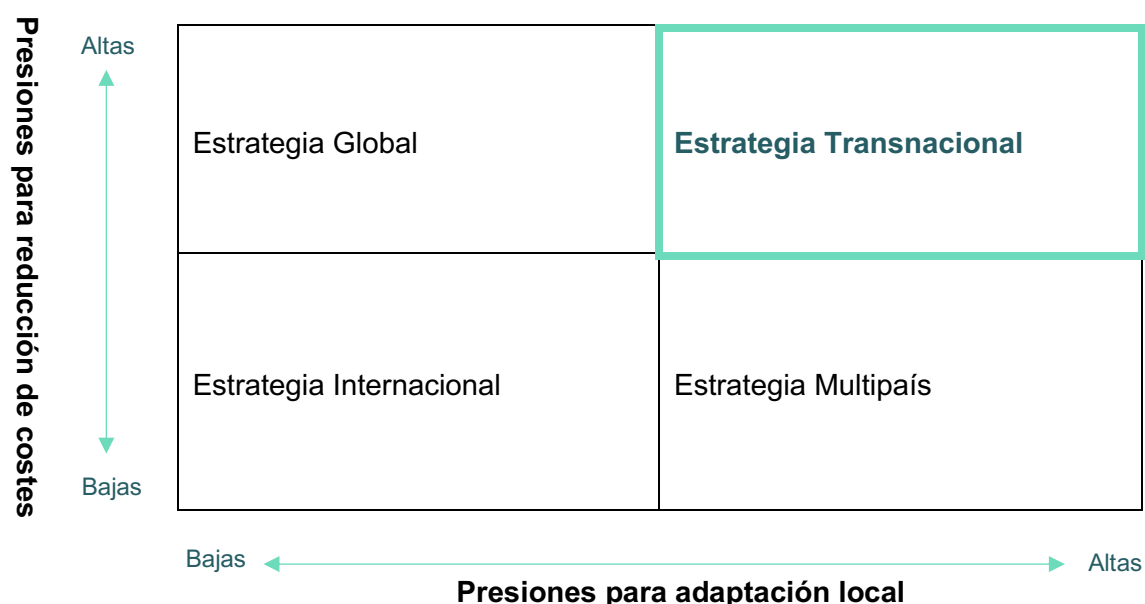 Presiones para reducción de costes
Altas
Estrategia Global
Estrategia Transnacional
Estrategia Internacional
Estrategia Multipaís
Bajas
Bajas
Altas
Presiones para adaptación local